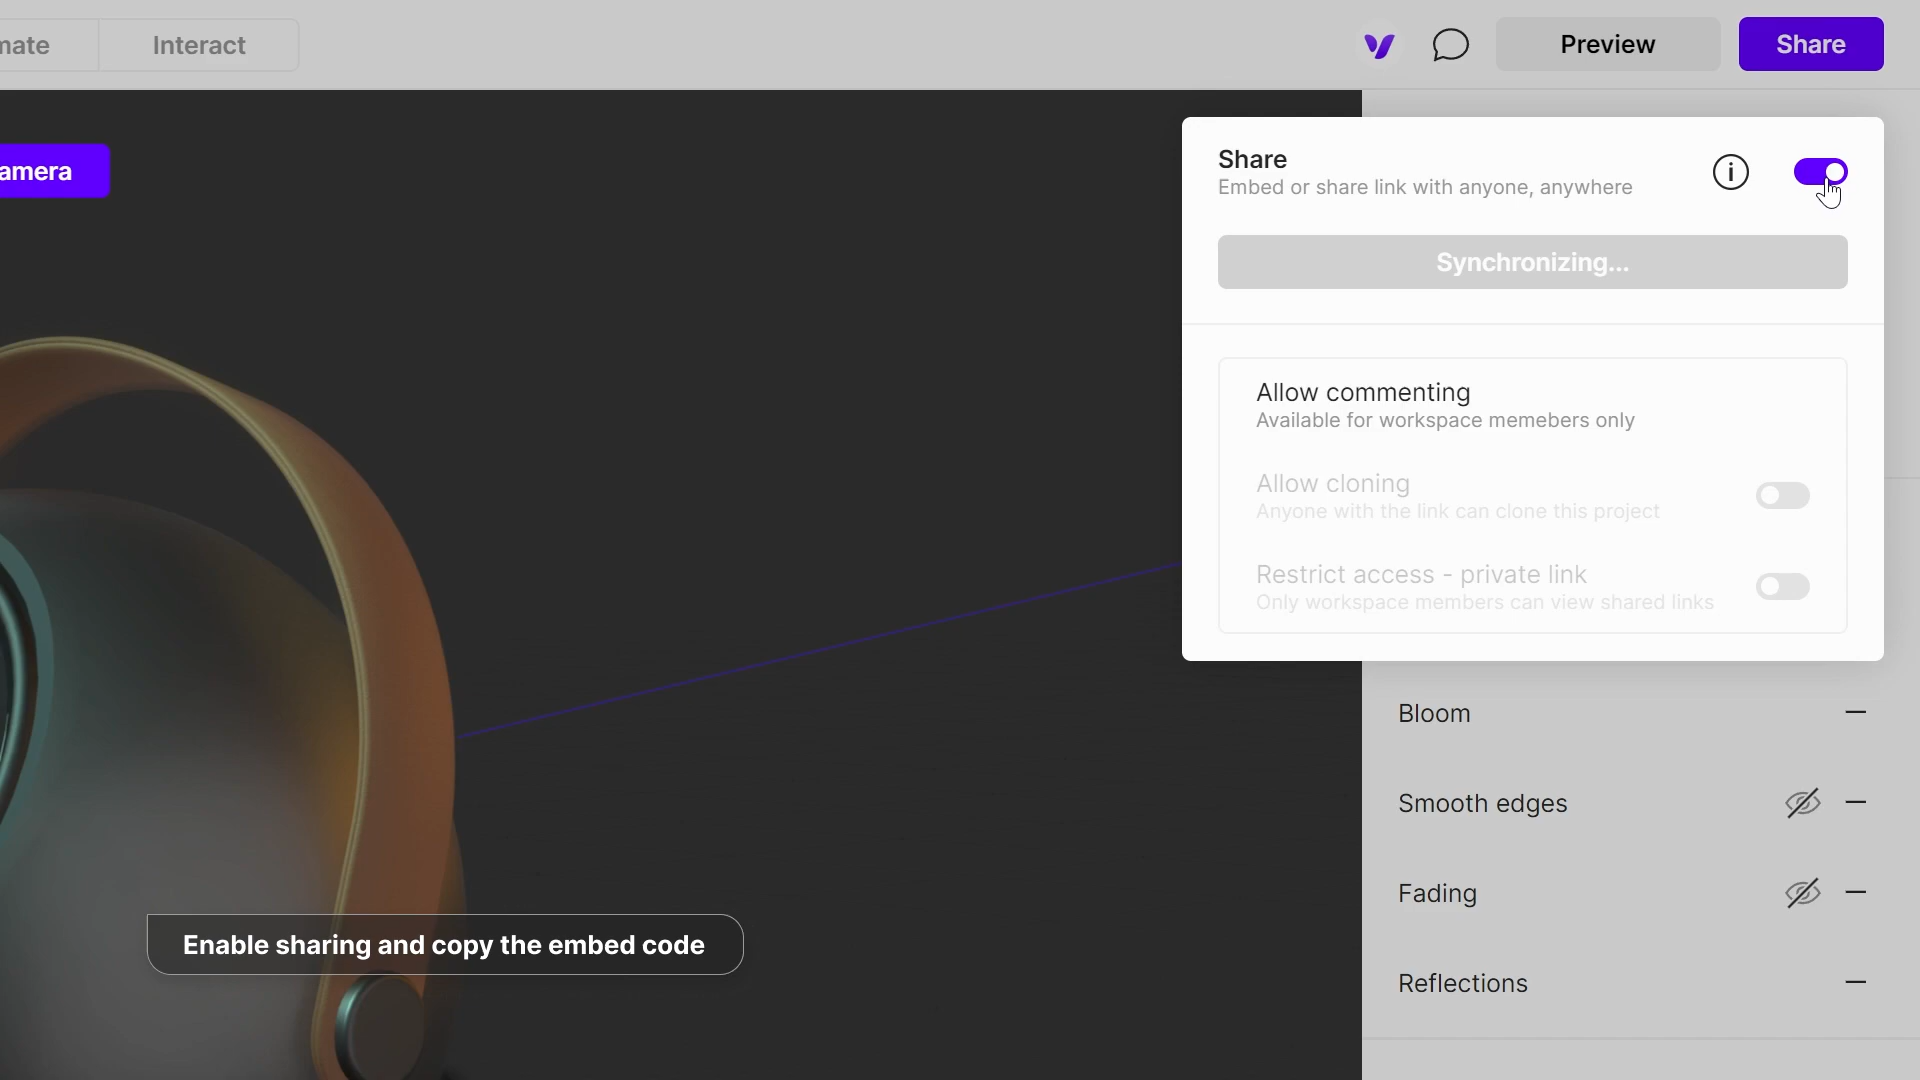 Interact
Preview
Share
Share
Embed or share link with anyone, anywhere
Synchronizing...
Allow commenting
Available for workspace memebers only
Allow cloning
Anyone with the link can clone this project
Restrict access - private link
Only workspace members can view shared links
Bloom
Smooth edges
Fading
Reflections
Enable sharing and copy the embed code